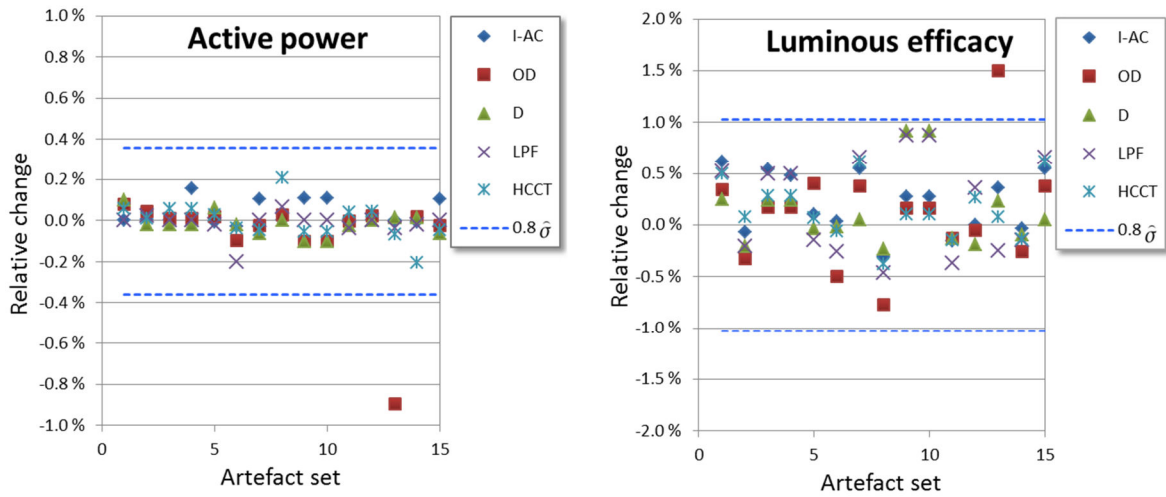 Active power
Relative change
1.0 %
0.8 %
0.6 %
0.4 %
0.2 %
0.0 %
-0.2 %
-0.4 %
-0.6 %
-0.8 %
-1.0 %
0 5 10 15
Artefact set
I-AC
OD
D
LPF
HCCT
0.8 σ̂
Luminous efficacy
Relative change
2.0 %
1.5 %
1.0 %
0.5 %
0.0 %
-0.5 %
-1.0 %
-1.5 %
-2.0 %
0 5 10 15
Artefact set
I-AC
OD
D
LPF
HCCT
0.8 σ̂